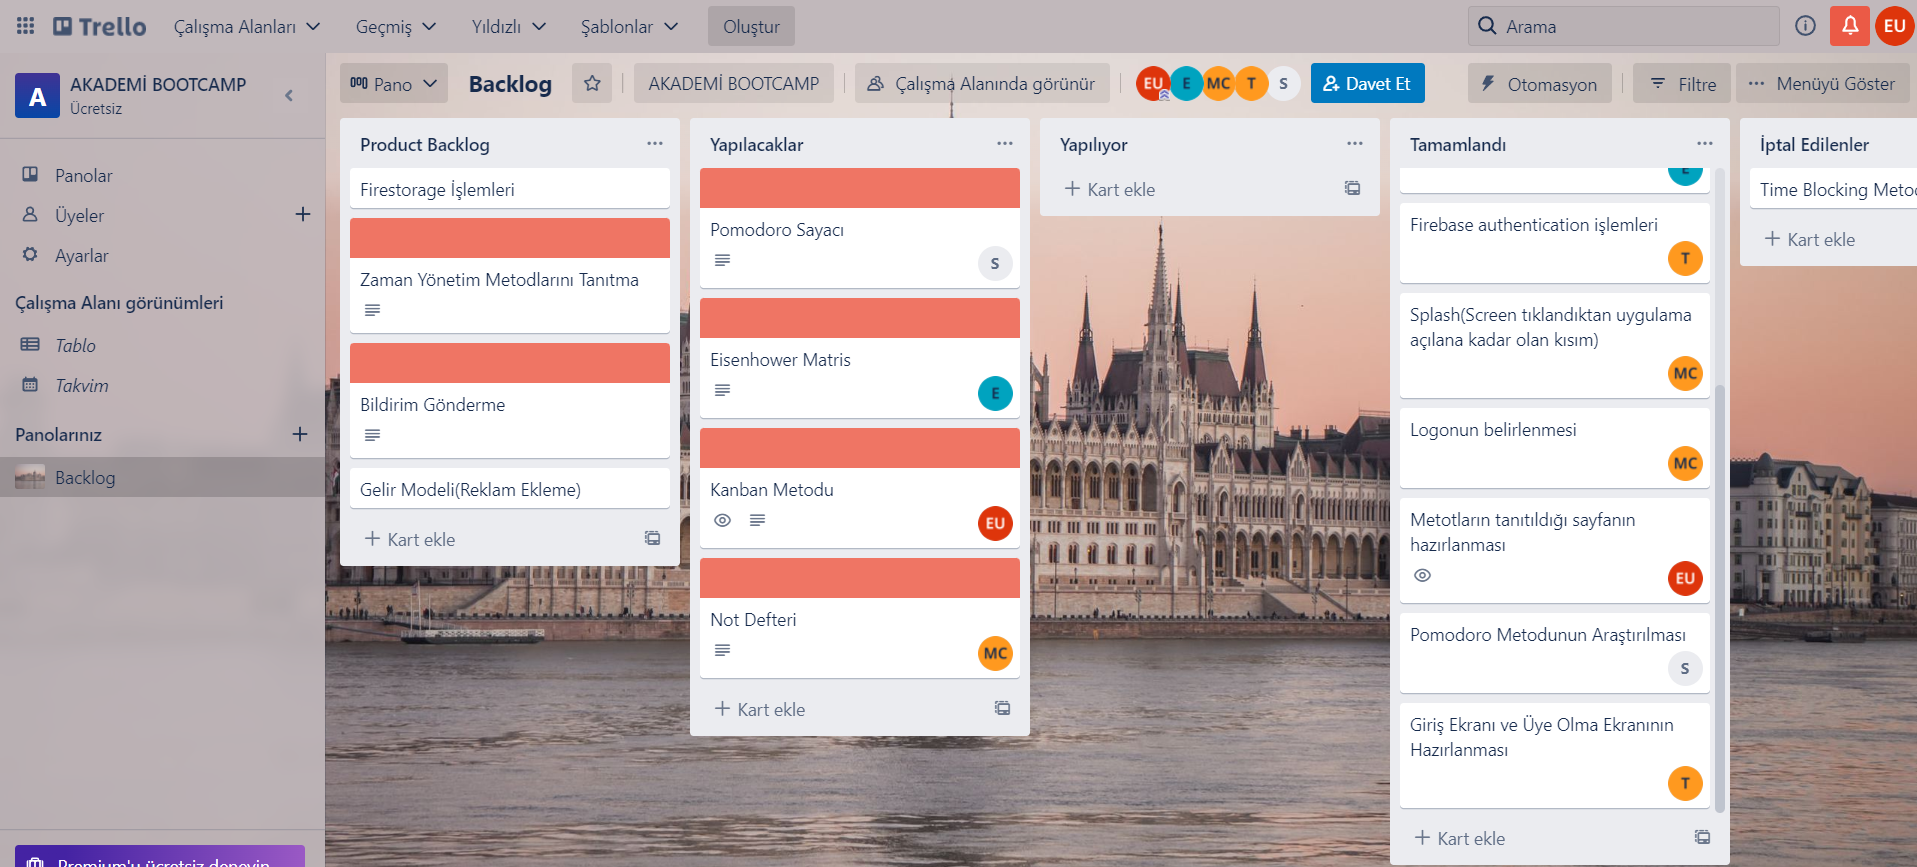 Trello
Çalışma Alanları
Geçmiş
Yıldızlı
Şablonlar
Oluştur
Arama
EU
A
AKADEMİ BOOTCAMP
Ücretsiz
Pano
Backlog
AKADEMİ BOOTCAMP
Çalışma Alanında görünür
EU
E
MC
T
S
Davet Et
Otomasyon
Filtre
Menüyü Göster
Panolar
Üyeler
Ayarlar
Çalışma Alanı görünümleri
Tablo
Takvim
Panolarınız
Backlog
Premium'u ücretsiz deneyin
Product Backlog
Firestorage İşlemleri
Zaman Yönetim Metodlarını Tanıtma
Bildirim Gönderme
Gelir Modeli(Reklam Ekleme)
+ Kart ekle
Yapılacaklar
Pomodoro Sayacı
S
Eisenhower Matris
E
Kanban Metodu
EU
Not Defteri
MC
+ Kart ekle
Yapılıyor
+ Kart ekle
Tamamlandı
E
Firebase authentication işlemleri
T
Splash(Screen tıklandıktan uygulama
açılana kadar olan kısım)
MC
Logonun belirlenmesi
MC
Metotların tanıtıldığı sayfanın
hazırlanması
EU
Pomodoro Metodunun Araştırılması
S
Giriş Ekranı ve Üye Olma Ekranının
Hazırlanması
T
+ Kart ekle
İptal Edilenler
Time Blocking
+ Kart ekle